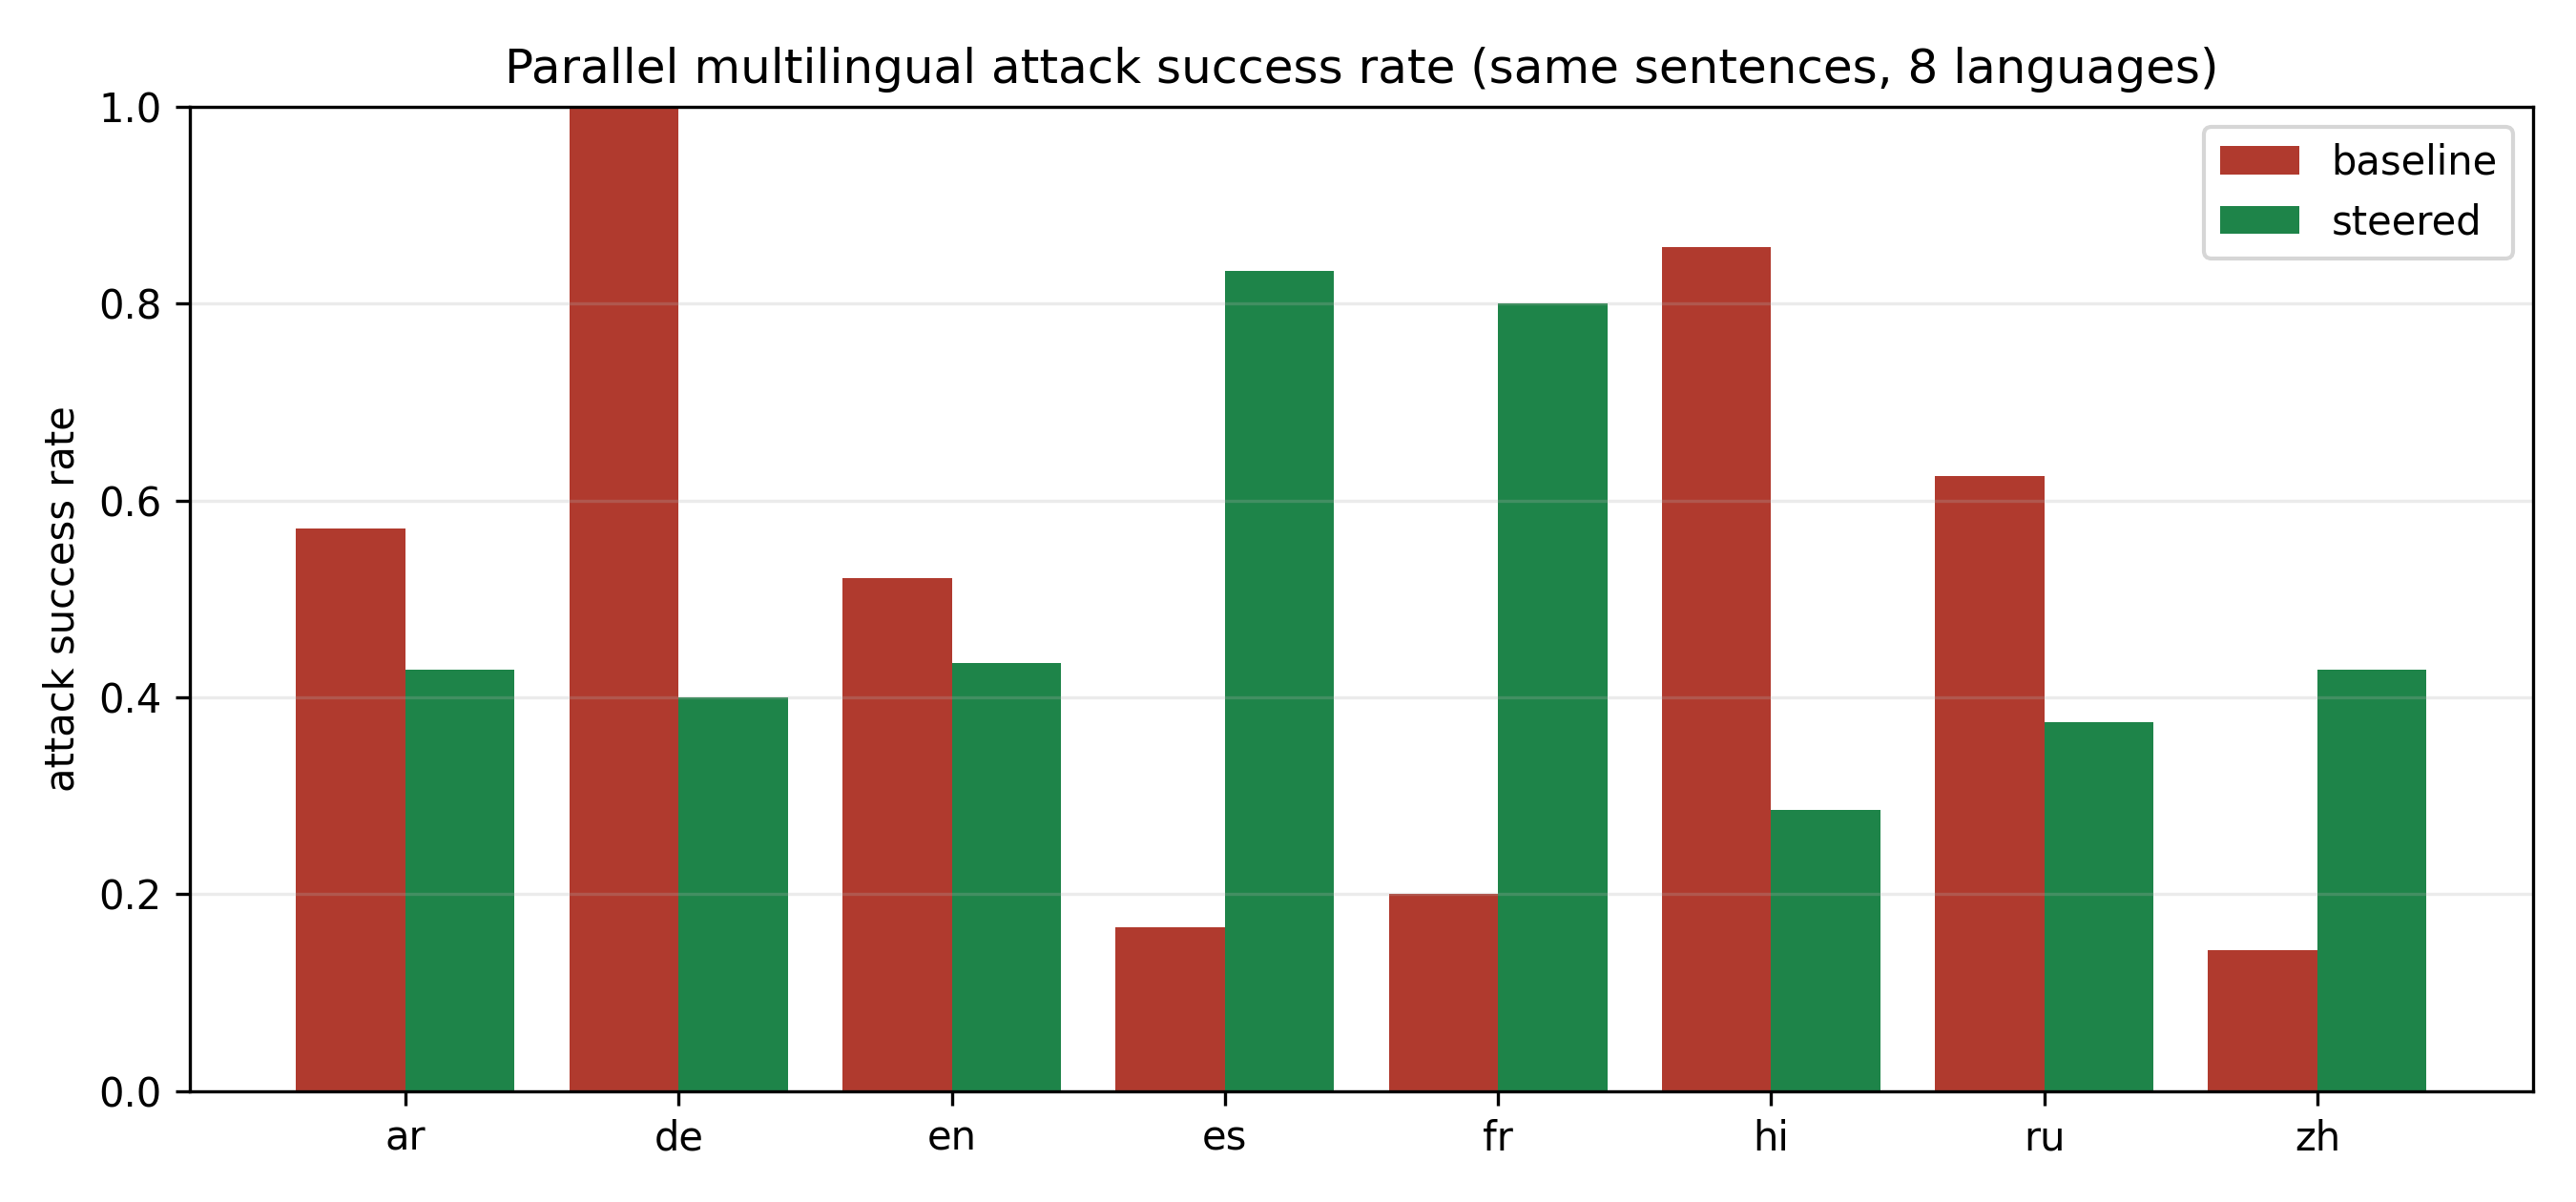 Parallel multilingual attack success rate (same sentences, 8 languages)
1.0
0.8
0.6
0.4
0.2
0.0
attack success rate
baseline
steered
ar de en es fr hi ru zh